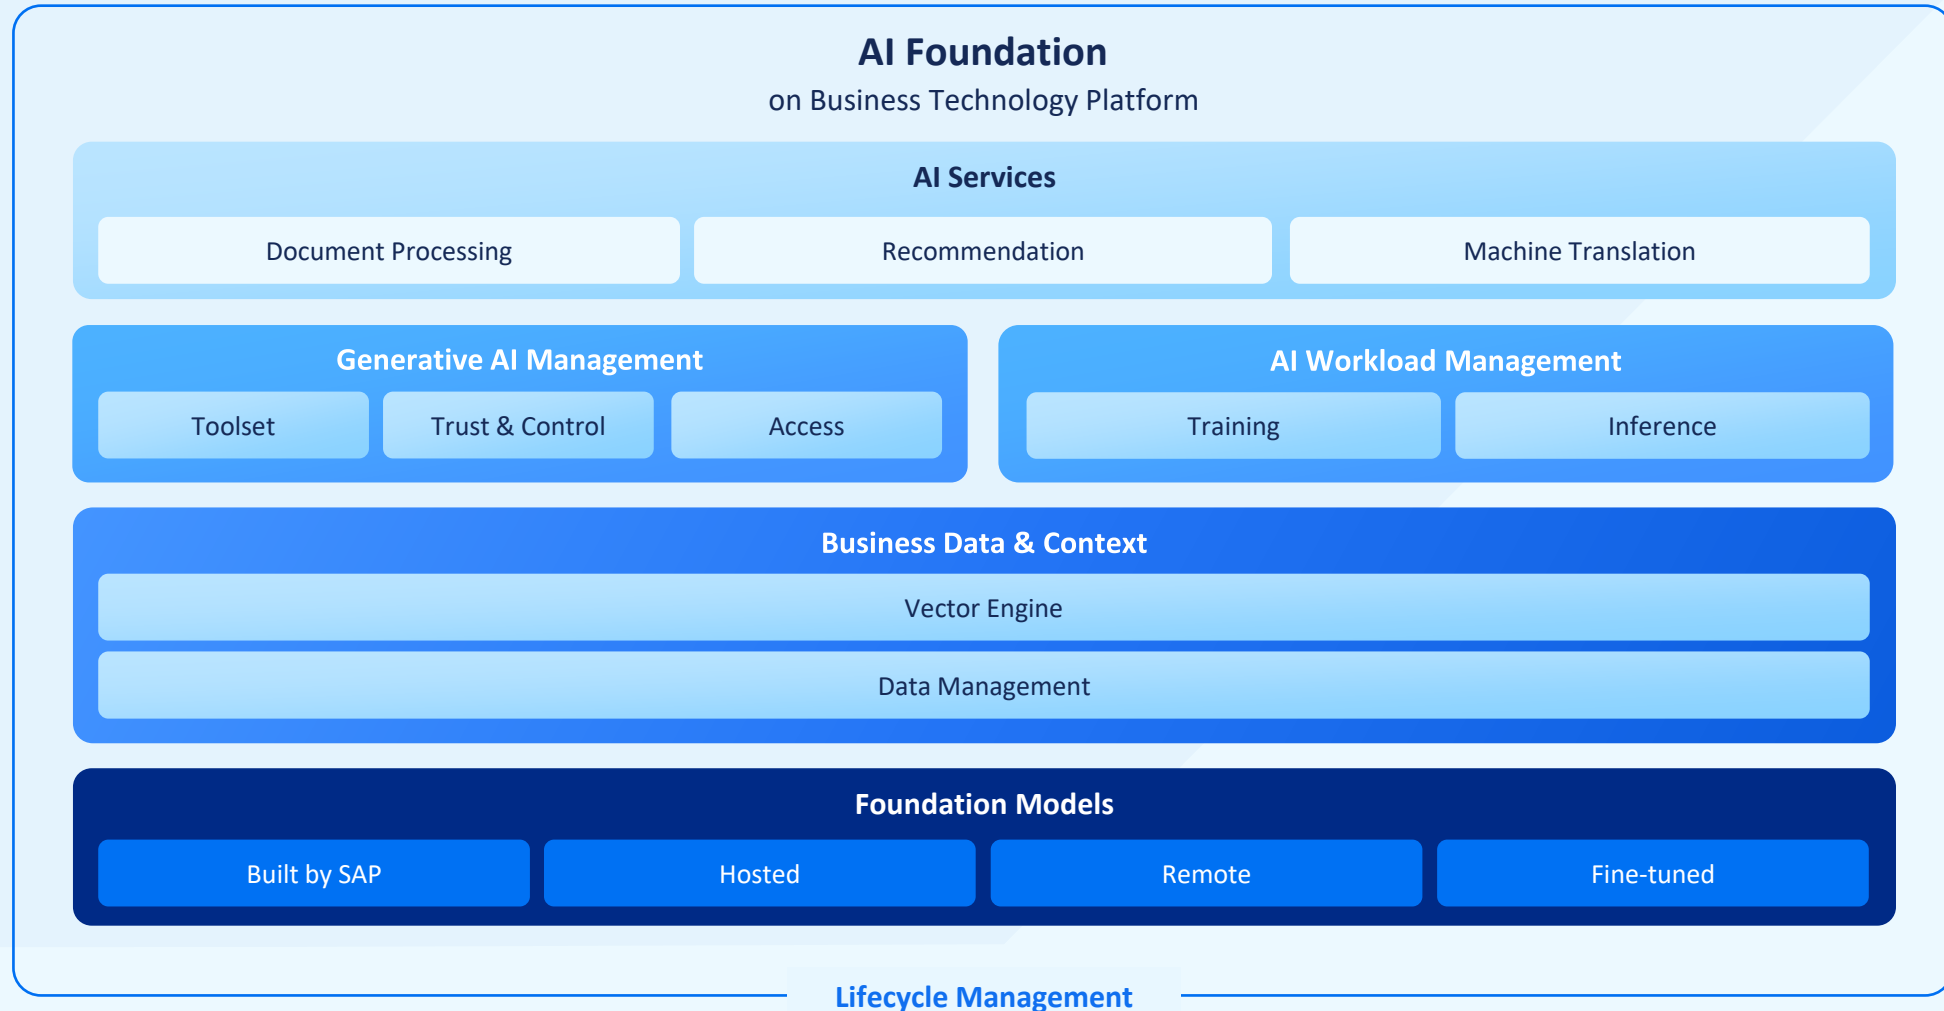 AI Foundation
on Business Technology Platform
AI Services
Document Processing
Recommendation
Machine Translation
Generative AI Management
Toolset
Trust & Control
Access
AI Workload Management
Training
Inference
Business Data & Context
Vector Engine
Data Management
Foundation Models
Built by SAP
Hosted
Remote
Fine-tuned
Lifecycle Management